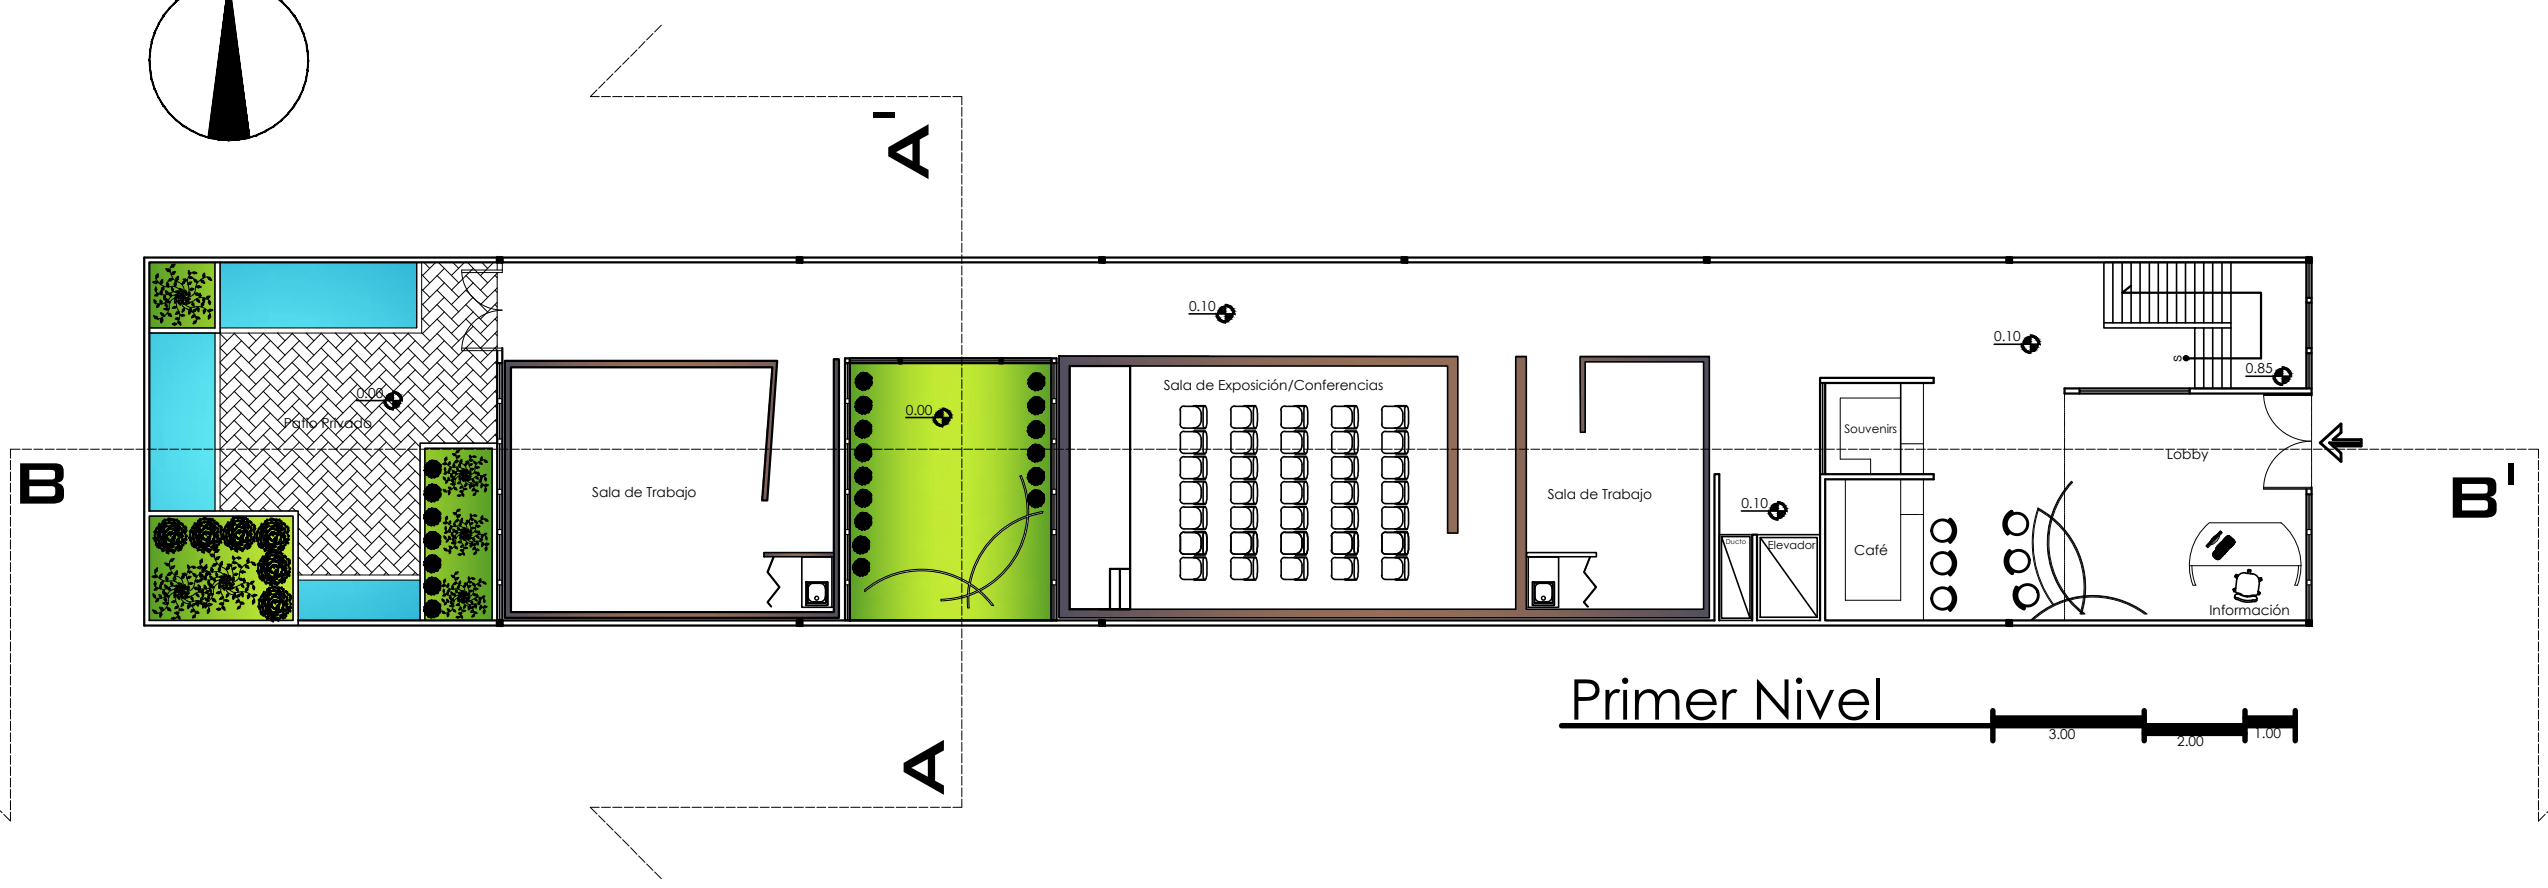 A'
0.10
0.10
0.85
Sala de Exposición/Conferencias
0.00
0.00
Patio Privado
Souvenirs
Lobby
B
B'
Sala de Trabajo
Sala de Trabajo
0.10
Ducto
Elevador
Café
Información
S
Primer Nivel
3.00
2.00
1.00
A